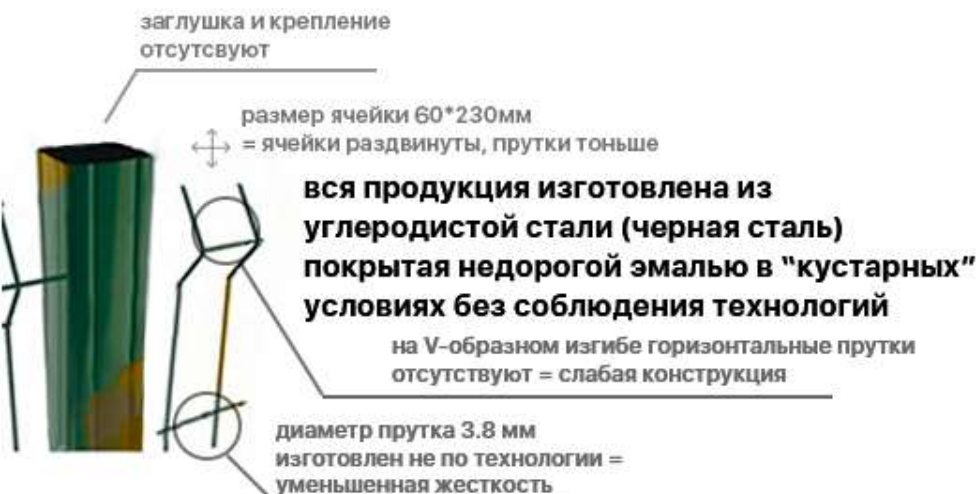 заглушка и крепление
отсутсвуют
размер ячейки 60*230мм
= ячейки раздвинуты, прутки тоньше
вся продукция изготовлена из
углеродистой стали (черная сталь)
покрытая недорогой эмалью в “кустарных”
условиях без соблюдения технологий
на V-образном изгибе горизонтальные прутки
отсутствуют = слабая конструкция
диаметр прутка 3.8 мм
изготовлен не по технологии =
уменьшенная жесткость